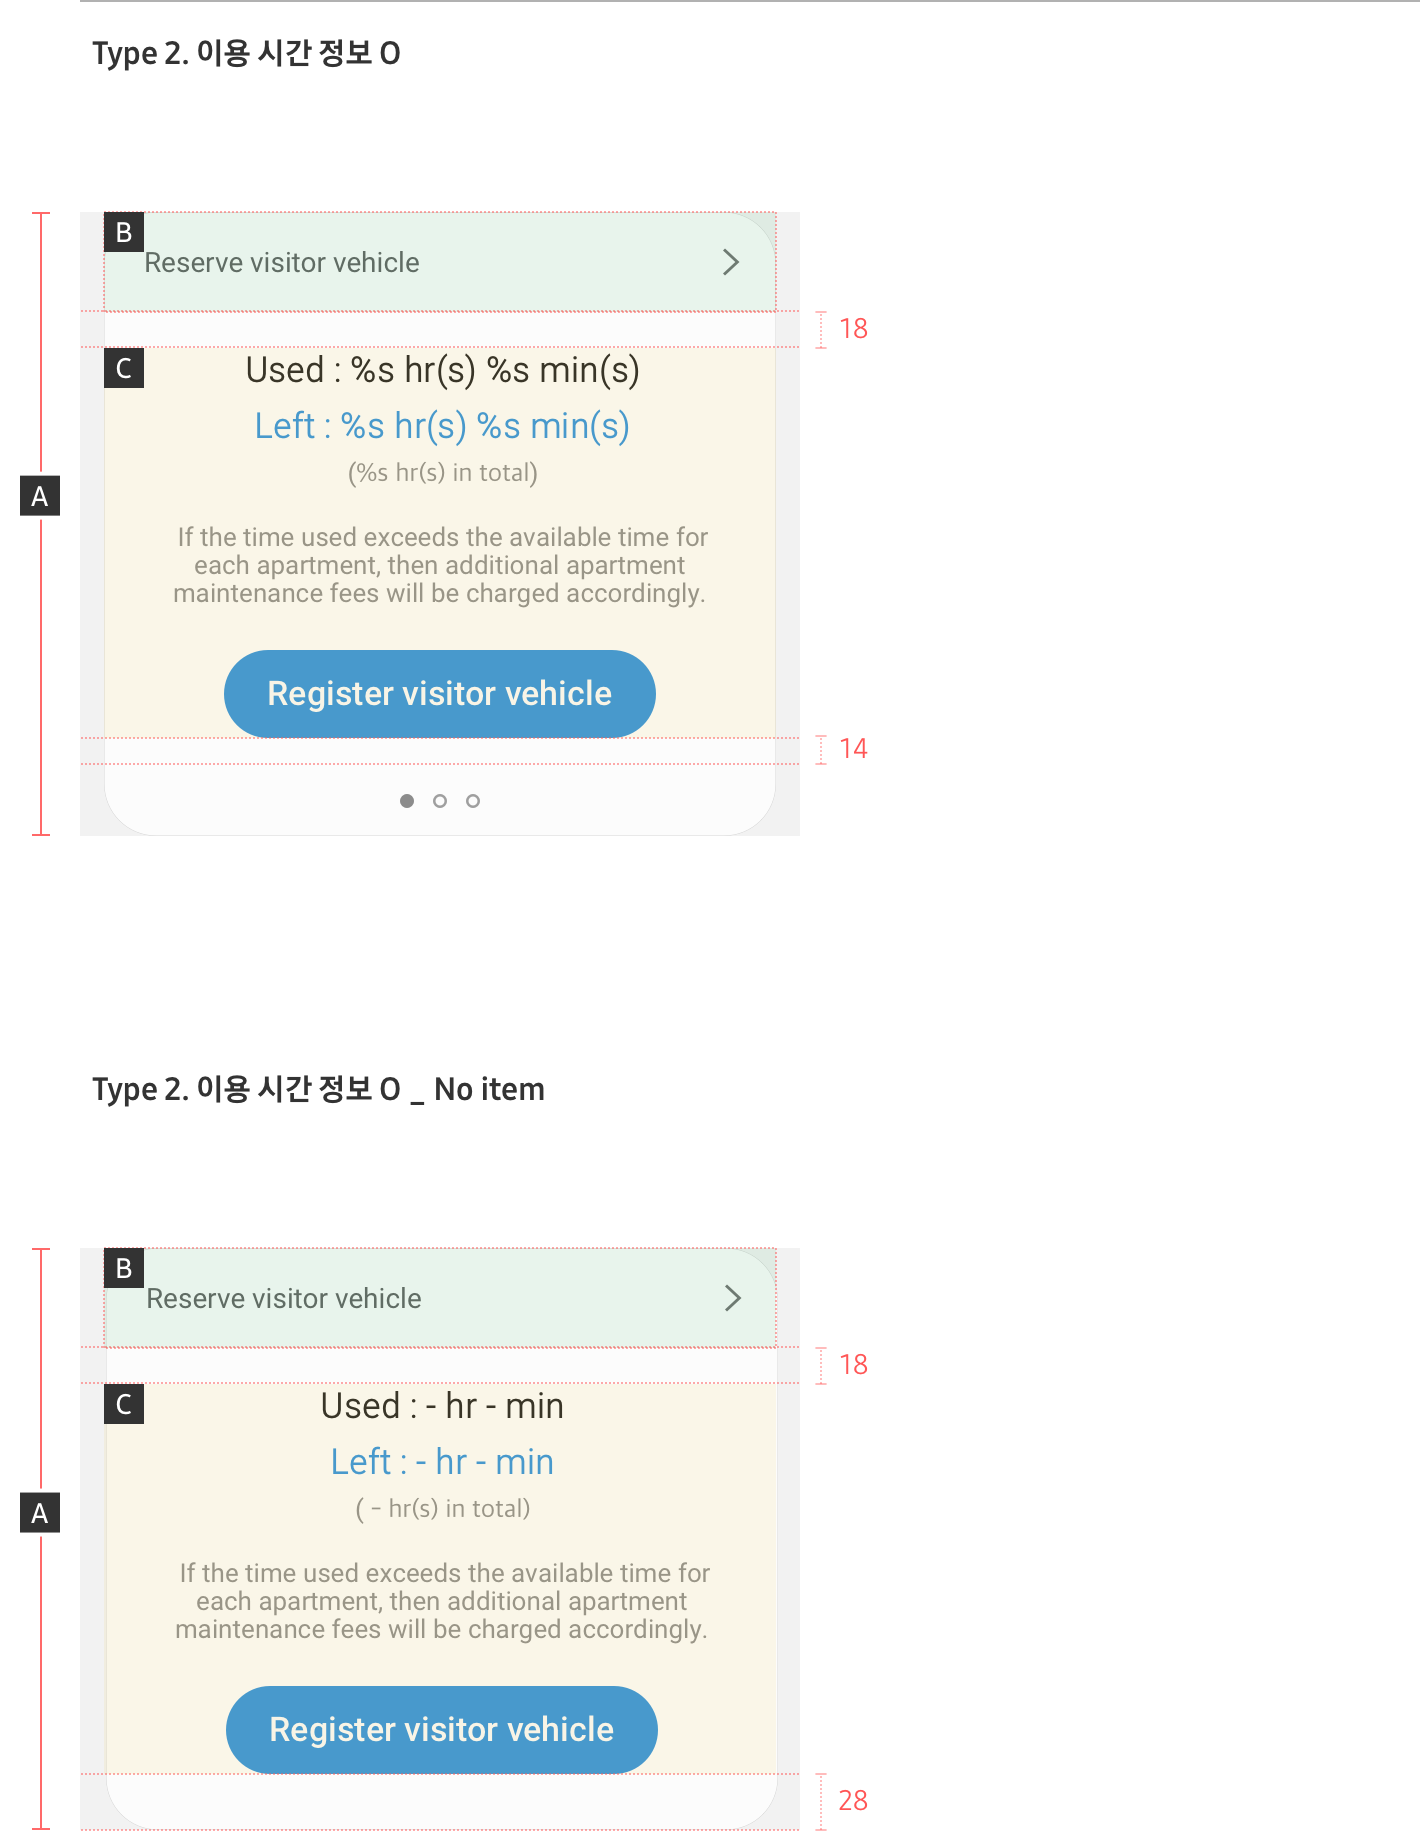 Type 2. 이용 시간 정보 O
B
Reserve visitor vehicle
18
C
Used : %s hr(s) %s min(s)
Left : %s hr(s) %s min(s)
A
(%s hr(s) in total)
If the time used exceeds the available time for
each apartment, then additional apartment
maintenance fees will be charged accordingly.
Register visitor vehicle
14
Type 2. 이용 시간 정보 O _ No item
B
Reserve visitor vehicle
18
C
Used : - hr - min
Left : - hr - min
A
( - hr(s) in total)
If the time used exceeds the available time for
each apartment, then additional apartment
maintenance fees will be charged accordingly.
Register visitor vehicle
28